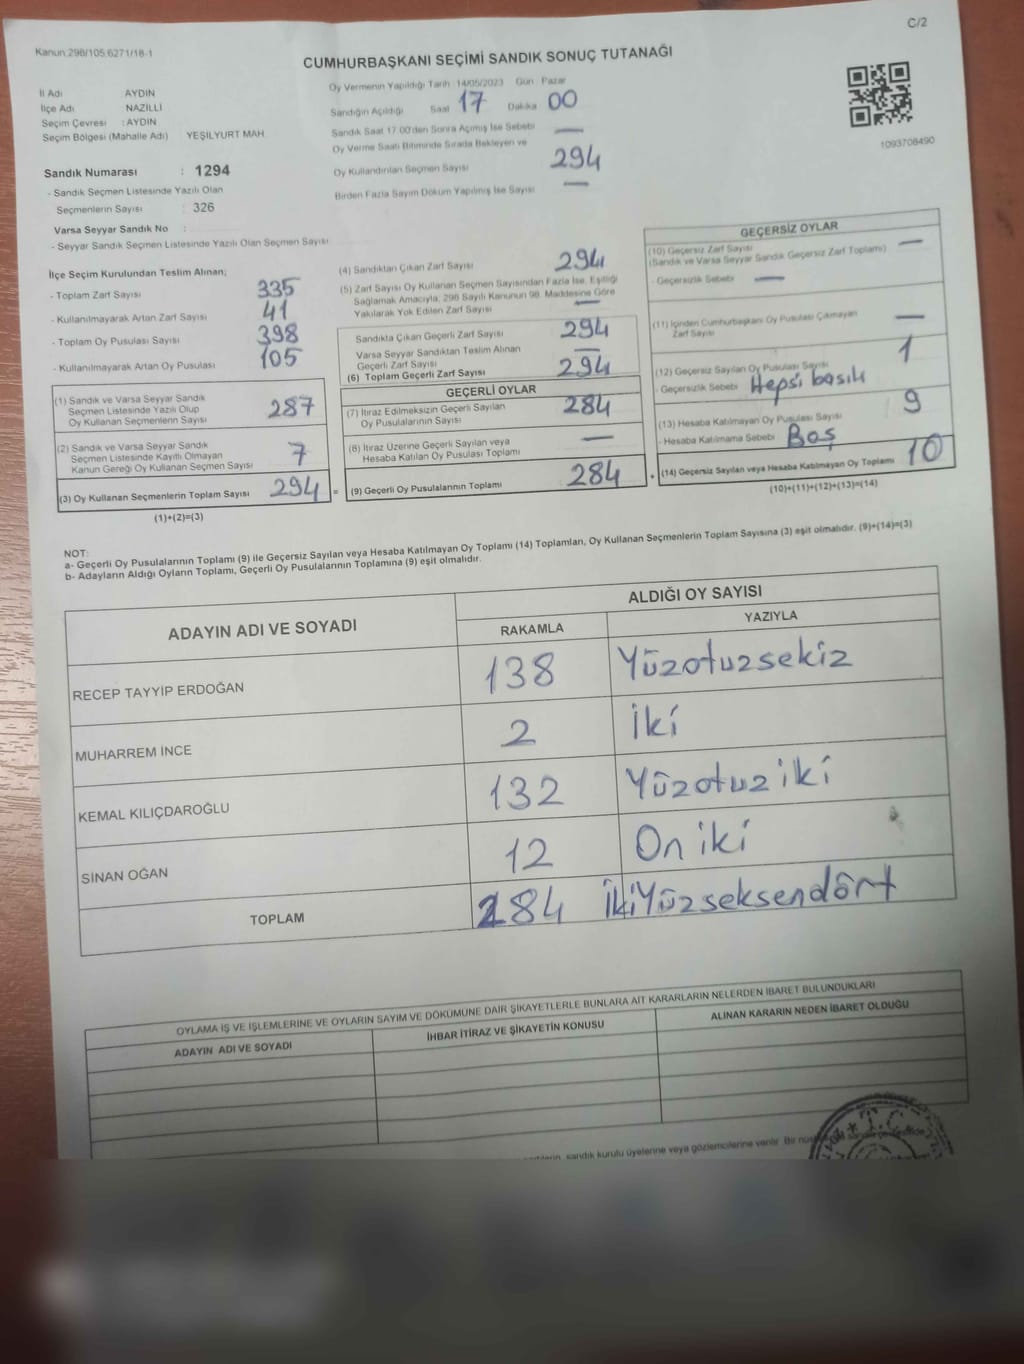 Kanun:298/105.6271/18-1
C/2
CUMHURBAŞKANI SEÇİMİ SANDIK SONUÇ TUTANAĞI
İl Adı AYDIN
İlçe Adı NAZİLLİ
Seçim Çevresi : AYDIN
Seçim Bölgesi (Mahalle Adı) YEŞİLYURT MAH.
Sandık Numarası : 1294
- Sandık Seçmen Listesinde Yazılı Olan
Seçmenlerin Sayısı : 326
Varsa Seyyar Sandık No :
- Seyyar Sandık Seçmen Listesinde Yazılı Olan Seçmen Sayısı
Oy Vermenin Yapıldığı Tarih 14/05/2023 Gün Pazar
Sandığın Açıldığı Saat 17 Dakika 00
Sandık Saat 17.00'den Sonra Açmış İse Sebebi —
Oy Verme Saati Bitiminde Sırada Bekleyen ve
Oy Kullandırılan Seçmen Sayısı 294
Birden Fazla Sayım Döküm Yapılmış İse Sayısı —
1093708490
İlçe Seçim Kurulundan Teslim Alınan;
- Toplam Zarf Sayısı 335
- Kullanılmayarak Artan Zarf Sayısı 41
- Toplam Oy Pusulası Sayısı 398
- Kullanılmayarak Artan Oy Pusulası 105
(1) Sandık ve Varsa Seyyar Sandık
Seçmen Listesinde Yazılı Olup
Oy Kullanan Seçmenlerin Sayısı 287
(2) Sandık ve Varsa Seyyar Sandık
Seçmen Listesinde Kayıtlı Olmayan
Kanun Gereği Oy Kullanan Seçmen Sayısı 7
(3) Oy Kullanan Seçmenlerin Toplam Sayısı 294 =
(1)+(2)=(3)
(4) Sandıktan Çıkan Zarf Sayısı 294
(5) Zarf Sayısı Oy Kullanan Seçmen Sayısından Fazla İse, Eşitliği
Sağlamak Amacıyla, 298 Sayılı Kanunun 98. Maddesine Göre
Yakılarak Yok Edilen Zarf Sayısı —
Sandıkta Çıkan Geçerli Zarf Sayısı 294
Varsa Seyyar Sandıktan Teslim Alınan
Geçerli Zarf Sayısı —
(6) Toplam Geçerli Zarf Sayısı 294
GEÇERLİ OYLAR
(7) İtiraz Edilmeksizin Geçerli Sayılan
Oy Pusulalarının Sayısı 284
(8) İtiraz Üzerine Geçerli Sayılan veya
Hesaba Katılan Oy Pusulası Toplamı —
(9) Geçerli Oy Pusulalarının Toplamı 284 +
GEÇERSİZ OYLAR
(10) Geçersiz Zarf Sayısı —
(Sandık ve Varsa Seyyar Sandık Geçersiz Zarf Toplamı)
- Geçersizlik Sebebi —
(11) İçinden Cumhurbaşkanı Oy Pusulası Çıkmayan
Zarf Sayısı —
(12) Geçersiz Sayılan Oy Pusulası Sayısı 1
- Geçersizlik Sebebi Hepsi basılı
(13) Hesaba Katılmayan Oy Pusulası Sayısı 9
- Hesaba Katılmama Sebebi Boş
(14) Geçersiz Sayılan veya Hesaba Katılmayan Oy Toplamı 10
(10)+(11)+(12)+(13)=(14)
NOT:
a- Geçerli Oy Pusulalarının Toplamı (9) ile Geçersiz Sayılan veya Hesaba Katılmayan Oy Toplamı (14) Toplamları, Oy Kullanan Seçmenlerin Toplam Sayısına (3) eşit olmalıdır. (9)+(14)=(3)
b- Adayların Aldığı Oyların Toplamı, Geçerli Oy Pusulalarının Toplamına (9) eşit olmalıdır.
ADAYIN ADI VE SOYADI
ALDIĞI OY SAYISI
RAKAMLA YAZIYLA
RECEP TAYYİP ERDOĞAN 138 Yüzotuzsekiz
MUHARREM İNCE 2 İki
KEMAL KILIÇDAROĞLU 132 Yüzotuziki
SİNAN OĞAN 12 On iki
TOPLAM 284 İkiYüzseksendört
OYLAMA İŞ VE İŞLEMLERİNE VE OYLARIN SAYIM VE DÖKÜMÜNE DAİR ŞİKAYETLERLE BUNLARA AİT KARARLARIN NELERDEN İBARET BULUNDUKLARI
ADAYIN ADI VE SOYADI İHBAR İTİRAZ VE ŞİKAYETİN KONUSU ALINAN KARARIN NEDEN İBARET OLDUĞU
sandık kurulu üyelerine veya gözlemcilerine verilir. Bir
T.C.